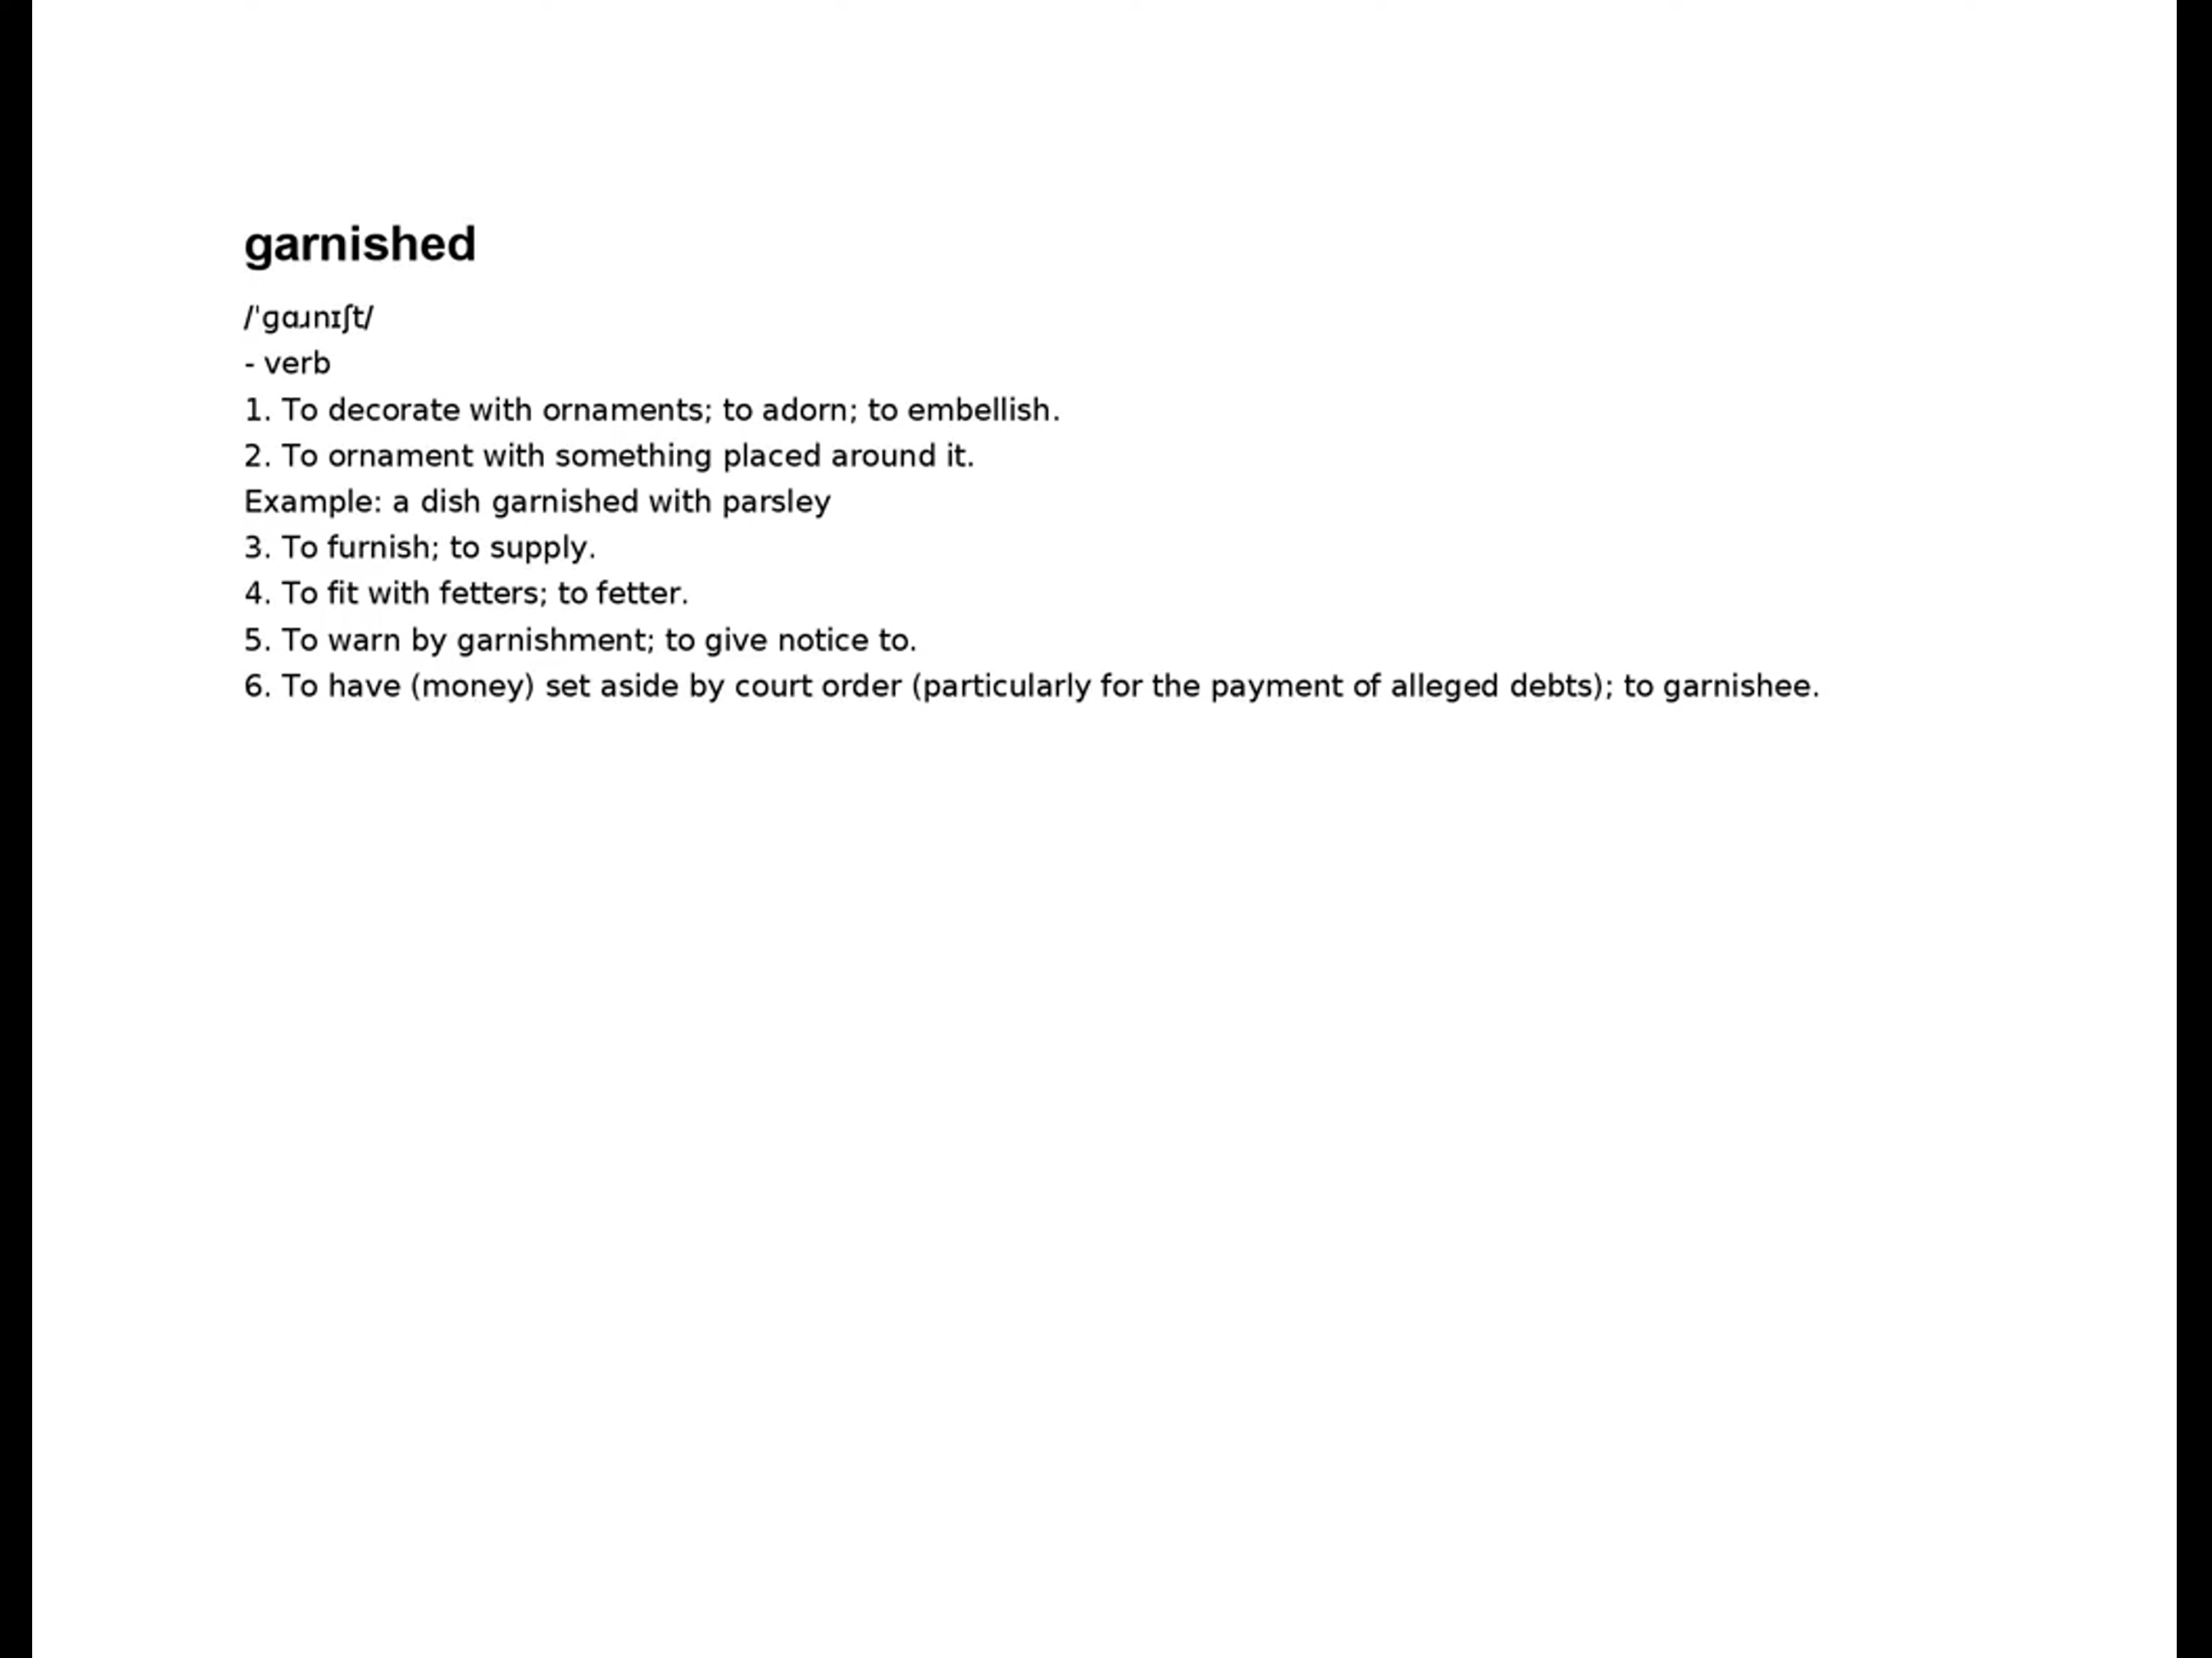 garnished
/ˈɡɑɹnɪʃt/
- verb
1. To decorate with ornaments; to adorn; to embellish.
2. To ornament with something placed around it.
Example: a dish garnished with parsley
3. To furnish; to supply.
4. To fit with fetters; to fetter.
5. To warn by garnishment; to give notice to.
6. To have (money) set aside by court order (particularly for the payment of alleged debts); to garnishee.